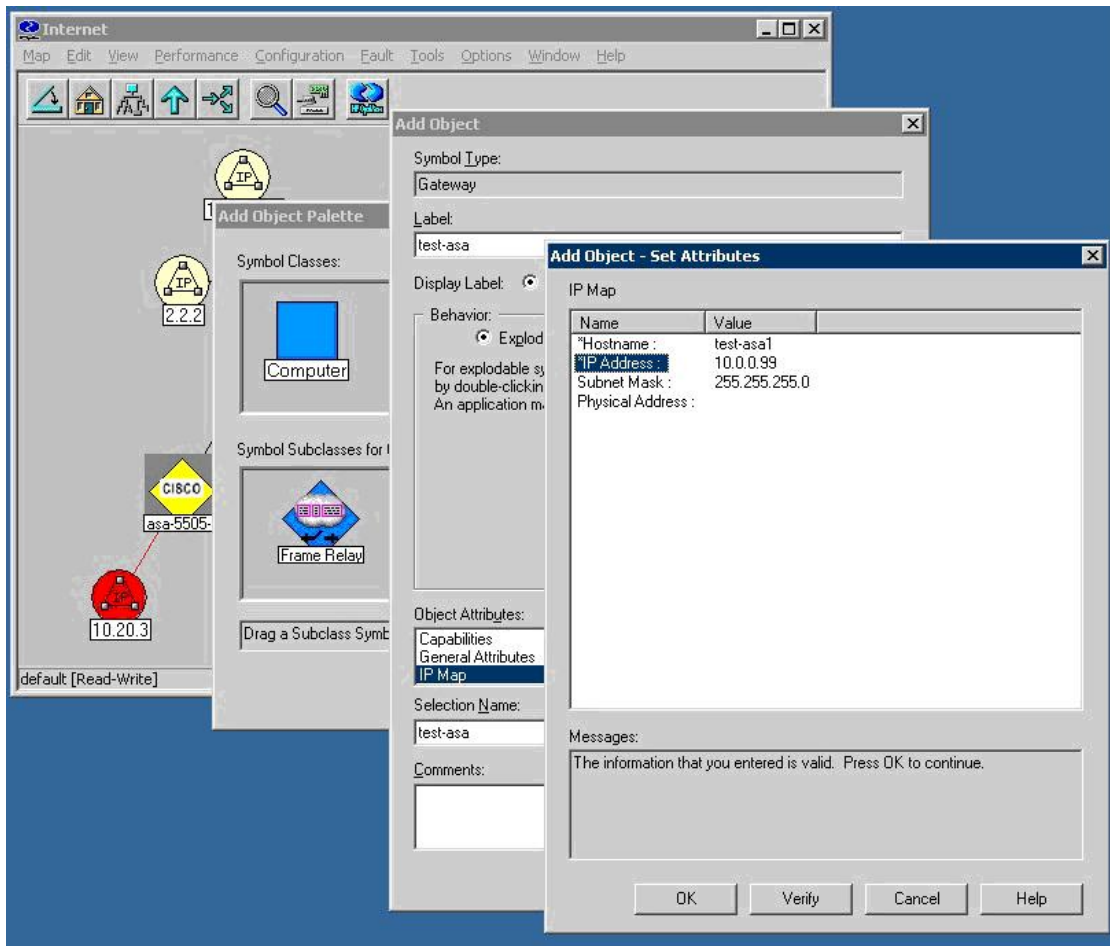 Internet
Map Edit View Performance Configuration Fault Tools Options Window Help
Add Object
Symbol Type:
Gateway
Label:
test-asa
Display Label:
Behavior:
Explod
For explodable sy
by double-clickin
An application m
Object Attributes:
Capabilities
General Attributes
IP Map
Selection Name:
test-asa
Comments:
Add Object Palette
Symbol Classes:
Computer
Symbol Subclasses for
Frame Relay
Drag a Subclass Symb
IP
1
IP
2.2.2
CISCO
asa-5505-
IP
10.20.3
default [Read-Write]
Add Object - Set Attributes
IP Map
Name Value
*Hostname : test-asa1
*IP Address : 10.0.0.99
Subnet Mask : 255.255.255.0
Physical Address :
Messages:
The information that you entered is valid. Press OK to continue.
OK Verify Cancel Help